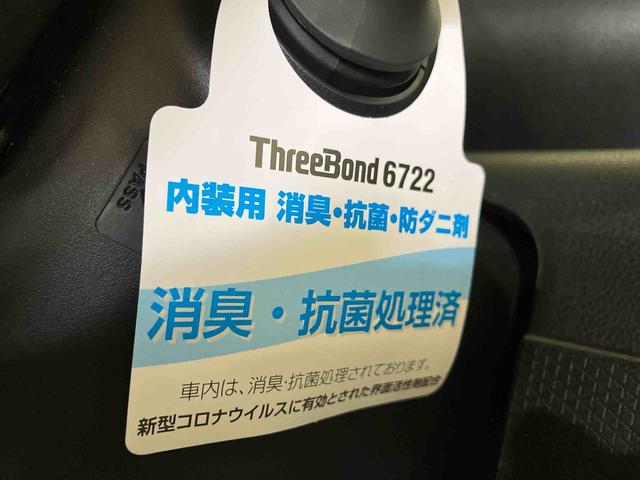 ThreeBond 6722
内装用 消臭・抗菌・防ダニ剤
消臭・抗菌処理済
車内は、消臭・抗菌処理されております。
新型コロナウイルスに有効とされた界面活性剤配合
PASS